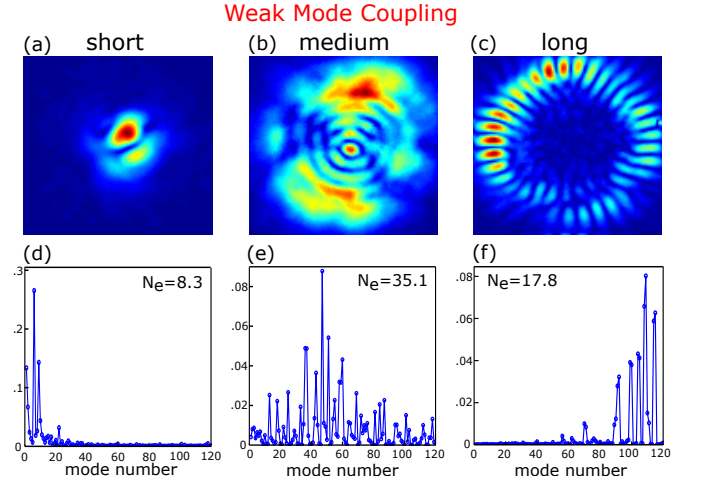 Weak Mode Coupling
(a) short (b) medium (c) long
(d) (e) (f)
.3
.2
.1
0
0 20 40 60 80 100 120
Ne=8.3
mode number
.08
.06
.04
.02
0
0 20 40 60 80 100 120
Ne=35.1
mode number
.08
.06
.04
.02
0
0 20 40 60 80 100 120
Ne=17.8
mode number